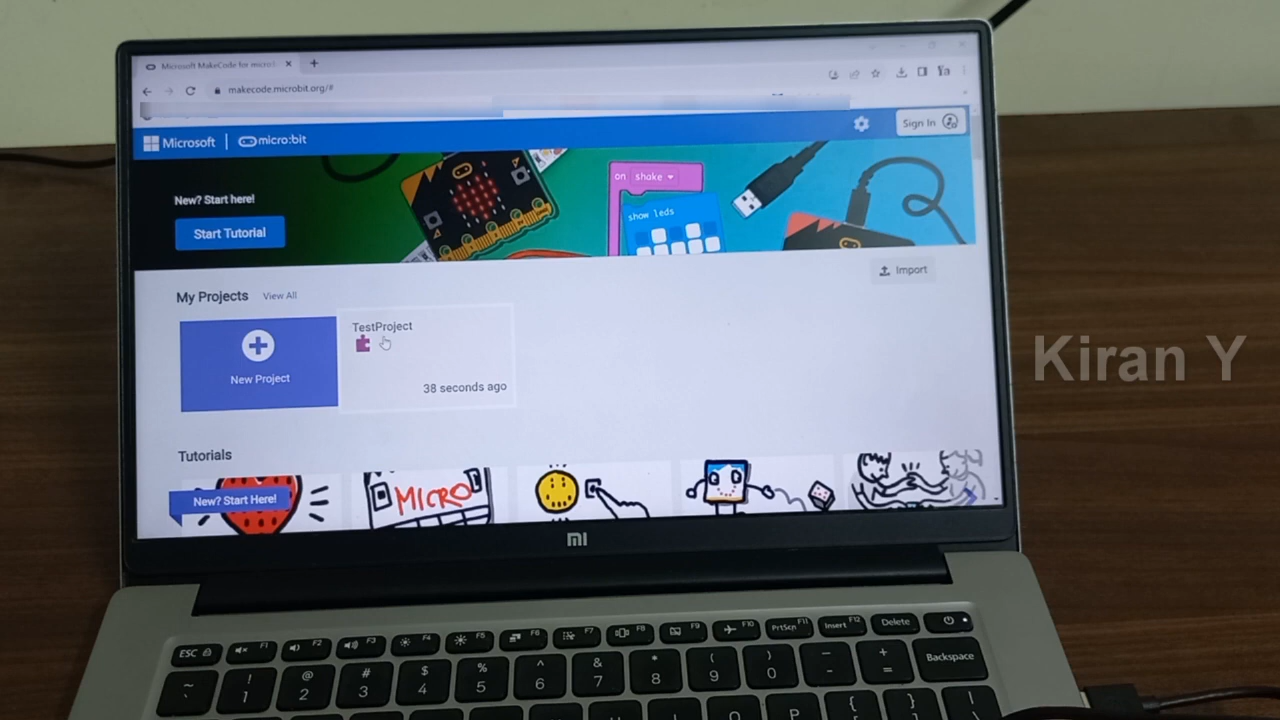 Microsoft MakeCode for micro:b
makecode.microbit.org/#
Microsoft | micro:bit
Sign In
New? Start here!
Start Tutorial
on shake
show leds
Import
My Projects View All
New Project
TestProject
38 seconds ago
Tutorials
New? Start Here!
MICRO
Kiran Y
mi
ESC F1 F2 F3 F4 F5 F6 F7 F8 F9 F10 PrtScn F11 Insert F12 Delete
~ ! @ # $ % ^ & * ( ) _ + Backspace
1 2 3 4 5 6 7 8 9 0 - =
O P { } |